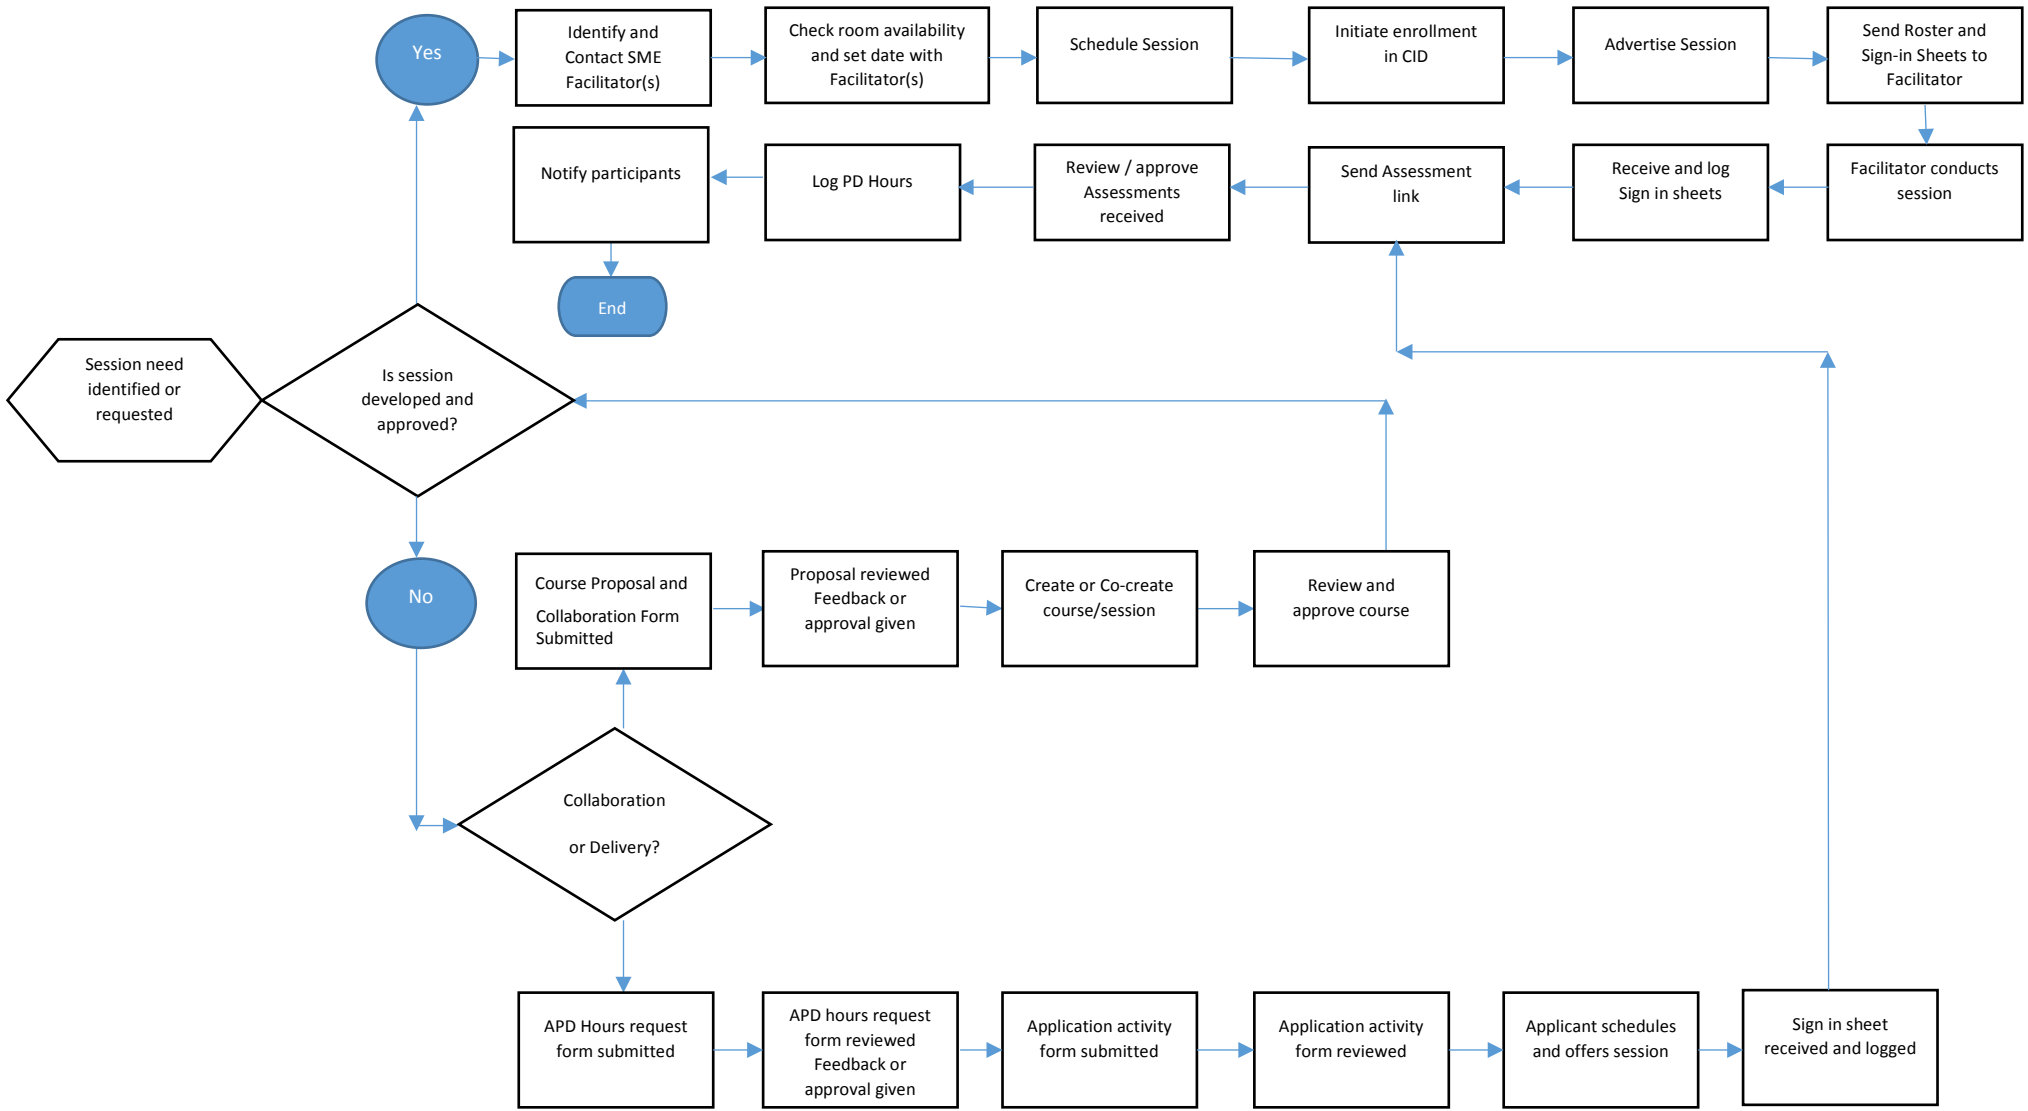 Yes
Identify and
Contact SME
Facilitator(s)
Check room availability
and set date with
Facilitator(s)
Schedule Session
Initiate enrollment
in CID
Advertise Session
Send Roster and
Sign-in Sheets to
Facilitator
Notify participants
Log PD Hours
Review / approve
Assessments
received
Send Assessment
link
Receive and log
Sign in sheets
Facilitator conducts
session
End
Session need
identified or
requested
Is session
developed and
approved?
No
Course Proposal and
Collaboration Form
Submitted
Proposal reviewed
Feedback or
approval given
Create or Co-create
course/session
Review and
approve course
Collaboration
or Delivery?
APD Hours request
form submitted
APD hours request
form reviewed
Feedback or
approval given
Application activity
form submitted
Application activity
form reviewed
Applicant schedules
and offers session
Sign in sheet
received and logged